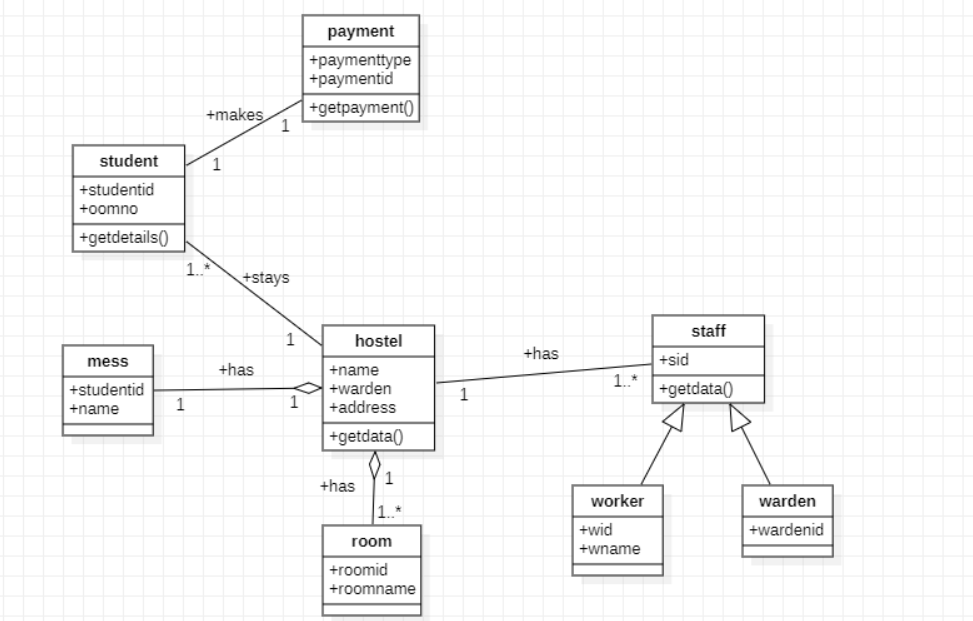 payment
+paymenttype
+paymentid
+getpayment()
+makes
1
1
student
+studentid
+oomno
+getdetails()
1..*
+stays
1
hostel
+name
+warden
+address
+getdata()
mess
+studentid
+name
+has
1
1
+has
1
1..*
staff
+sid
+getdata()
+has
1
1..*
room
+roomid
+roomname
worker
+wid
+wname
warden
+wardenid